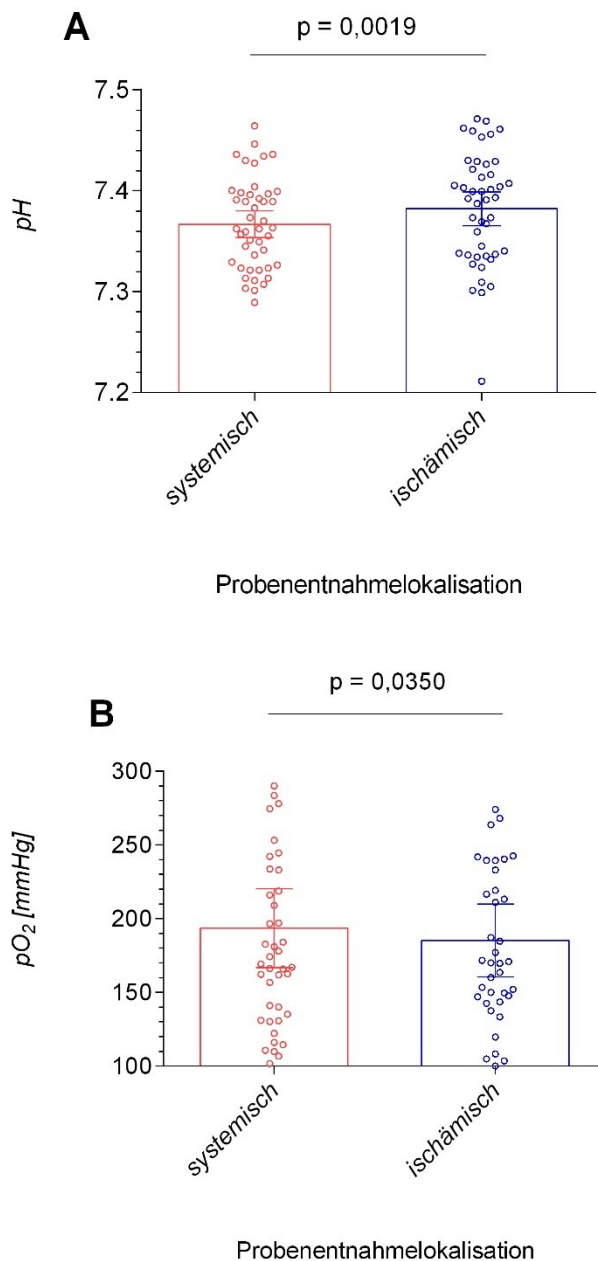 A
p = 0,0019
7.5
7.4
7.3
7.2
pH
systemisch
ischämisch
Probenentnahmelokalisation
p = 0,0350
B
300
250
200
150
100
pO₂ [mmHg]
systemisch
ischämisch
Probenentnahmelokalisation